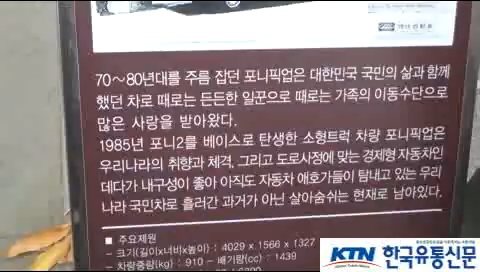 70～80년대를 주름 잡던 포니픽업은 대한민국 국민의 삶과 함께
했던 차로 때로는 든든한 일꾼으로 때로는 가족의 이동수단으로
많은 사랑을 받아왔다.
1985년 포니2를 베이스로 탄생한 소형트럭 차량 포니픽업은
우리나라의 취향과 체격, 그리고 도로사정에 맞는 경제형 자동차인
데다가 내구성이 좋아 아직도 자동차 애호가들이 탐내고 있는 우리
나라 국민차로 흘러간 과거가 아닌 살아숨쉬는 현재로 남아있다.
■ 주요제원
- 크기(길이x너비x높이) : 4029 x 1566 x 1327
- 차량중량(kg) : 910 - 배기량(cc) : 1439
KTN 한국유통신문